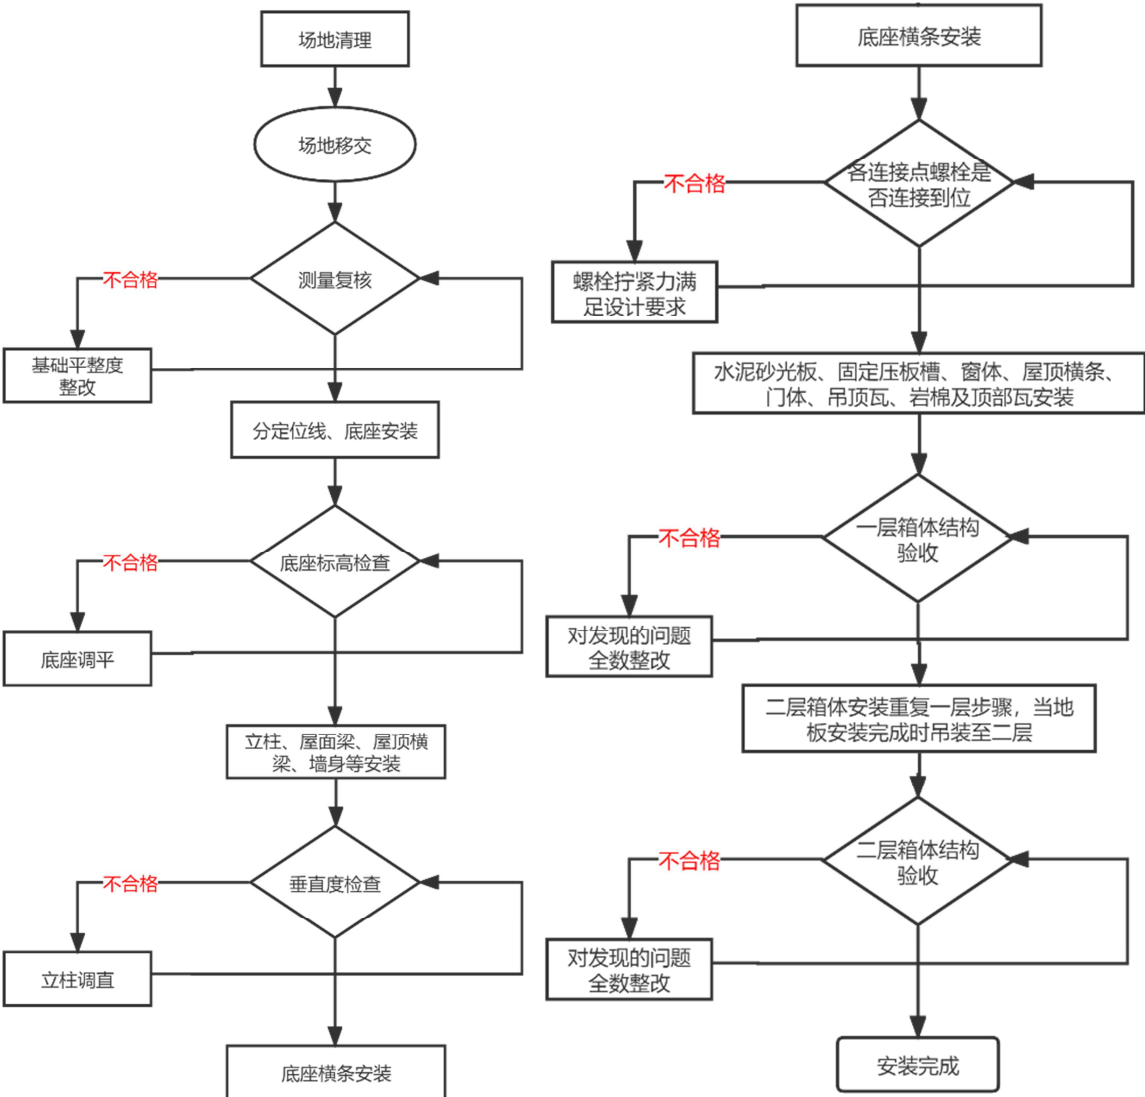 场地清理
场地移交
测量复核
不合格
基础平整度
整改
分定位线、底座安装
底座标高检查
不合格
底座调平
立柱、屋面梁、屋顶横
梁、墙身等安装
垂直度检查
不合格
立柱调直
底座横条安装
底座横条安装
各连接点螺栓是
否连接到位
不合格
螺栓拧紧力满
足设计要求
水泥砂光板、固定压板槽、窗体、屋顶横条、
门体、吊顶瓦、岩棉及顶部瓦安装
一层箱体结构
验收
不合格
对发现的问题
全数整改
二层箱体安装重复一层步骤，当地
板安装完成时吊装至二层
二层箱体结构
验收
不合格
对发现的问题
全数整改
安装完成